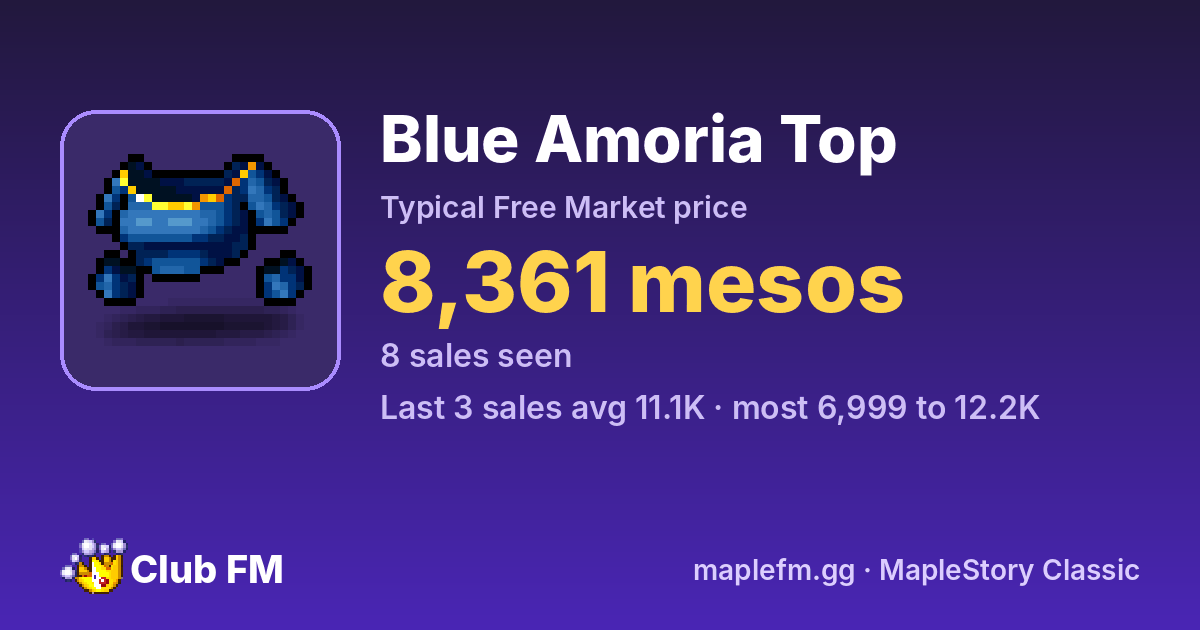 Blue Amoria Top
Typical Free Market price
8,361 mesos
8 sales seen
Last 3 sales avg 11.1K · most 6,999 to 12.2K
Club FM
maplefm.gg · MapleStory Classic